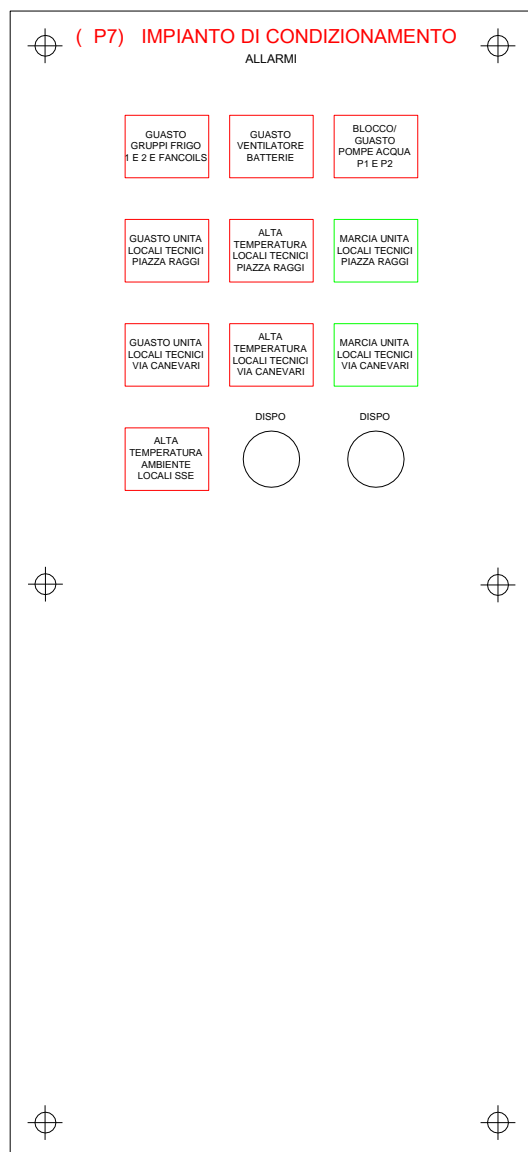 ( P7) IMPIANTO DI CONDIZIONAMENTO
ALLARMI
GUASTO
GRUPPI FRIGO
1 E 2 E FANCOILS
GUASTO
VENTILATORE
BATTERIE
BLOCCO/
GUASTO
POMPE ACQUA
P1 E P2
GUASTO UNITA
LOCALI TECNICI
PIAZZA RAGGI
ALTA
TEMPERATURA
LOCALI TECNICI
PIAZZA RAGGI
MARCIA UNITA
LOCALI TECNICI
PIAZZA RAGGI
GUASTO UNITA
LOCALI TECNICI
VIA CANEVARI
ALTA
TEMPERATURA
LOCALI TECNICI
VIA CANEVARI
MARCIA UNITA
LOCALI TECNICI
VIA CANEVARI
ALTA
TEMPERATURA
AMBIENTE
LOCALI SSE
DISPO
DISPO